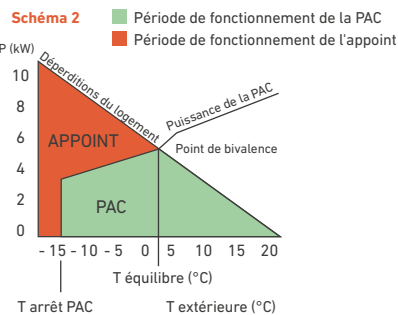 Schéma 2
Période de fonctionnement de la PAC
Période de fonctionnement de l'appoint
P (kW)
10
8
6
4
2
0
Déperditions du logement
Puissance de la PAC
Point de bivalence
APPOINT
PAC
- 15 - 10 - 5 0 5 10 15 20
T équilibre (°C)
T arrêt PAC
T extérieure (°C)